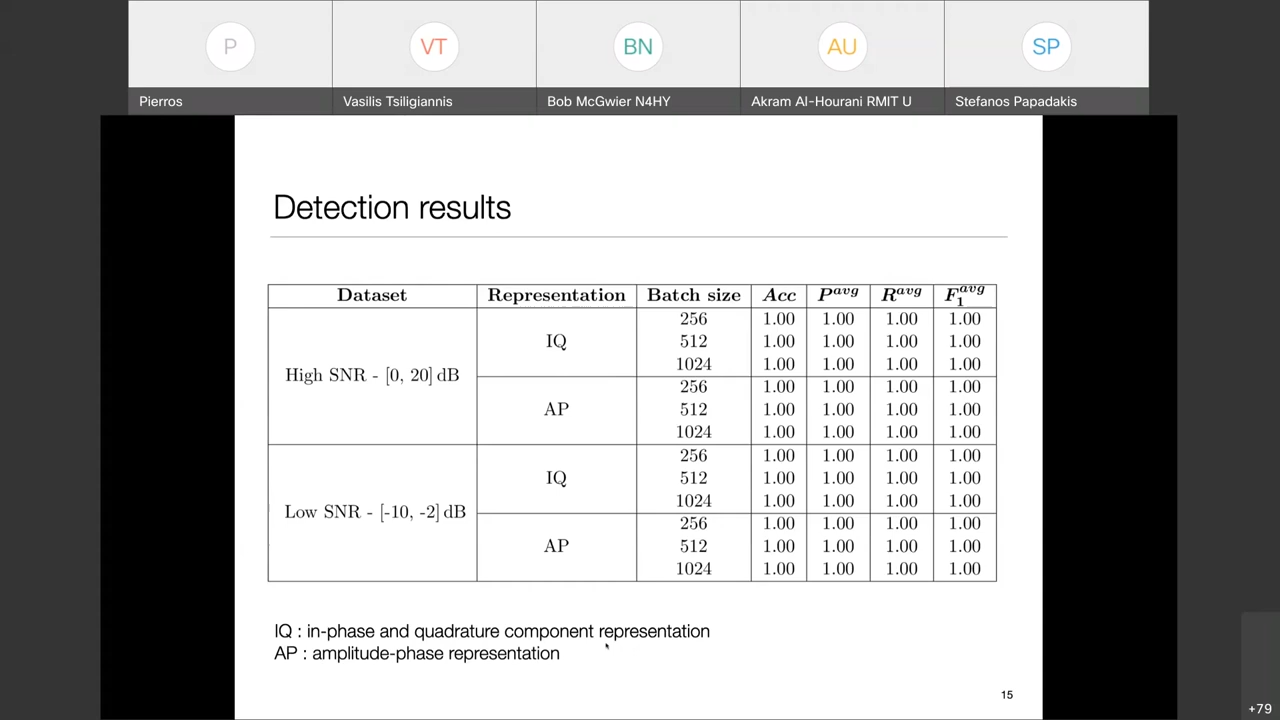 P
VT
BN
AU
SP
Pierros
Vasilis Tsiligiannis
Bob McGwier N4HY
Akram Al-Hourani RMIT U
Stefanos Papadakis
Detection results
Dataset Representation Batch size Acc P^avg R^avg F_1^avg
High SNR - [0, 20] dB
IQ
256 1.00 1.00 1.00 1.00
512 1.00 1.00 1.00 1.00
1024 1.00 1.00 1.00 1.00
AP
256 1.00 1.00 1.00 1.00
512 1.00 1.00 1.00 1.00
1024 1.00 1.00 1.00 1.00
Low SNR - [-10, -2] dB
IQ
256 1.00 1.00 1.00 1.00
512 1.00 1.00 1.00 1.00
1024 1.00 1.00 1.00 1.00
AP
256 1.00 1.00 1.00 1.00
512 1.00 1.00 1.00 1.00
1024 1.00 1.00 1.00 1.00
IQ : in-phase and quadrature component representation
AP : amplitude-phase representation
15
+79